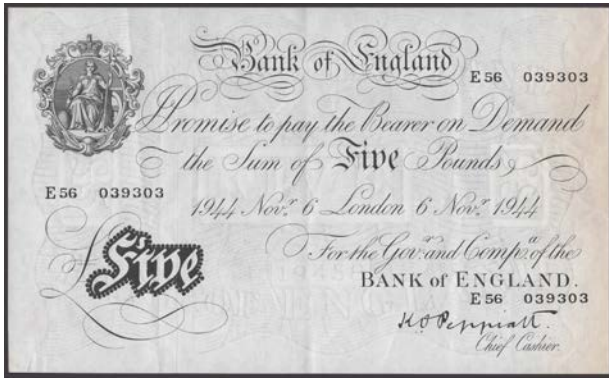 Bank of England
E56 039303
Promise to pay the Bearer on Demand
the Sum of Five Pounds
E56 039303
1944 Novr. 6 London 6 Novr. 1944
For the Govr. and Compa. of the
BANK of ENGLAND.
Five
E56 039303
K O Peppiatt.
Chief Cashier.